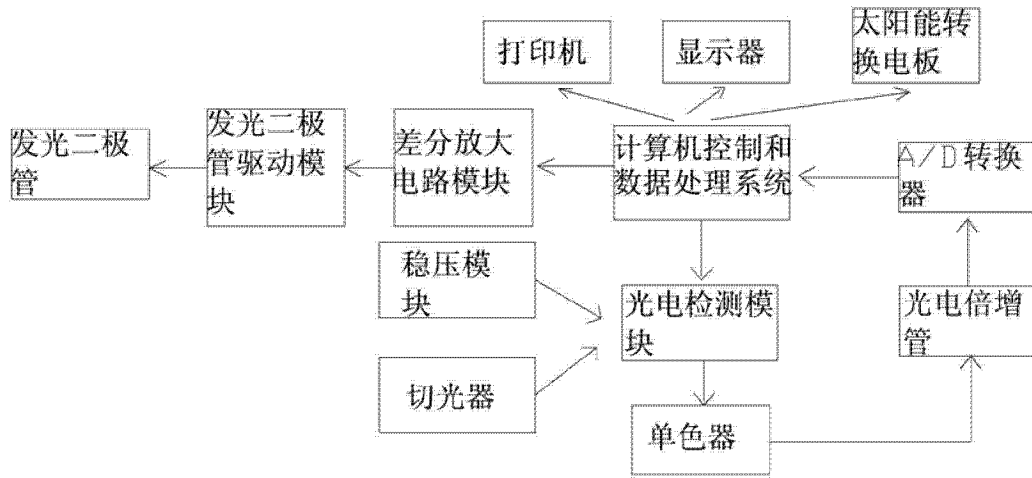 打印机
显示器
太阳能转
换电板
发光二极
管
发光二极
管驱动模
块
差分放大
电路模块
计算机控制和
数据处理系统
A/D转换
器
稳压模
块
光电检测模
块
光电倍增
管
切光器
单色器